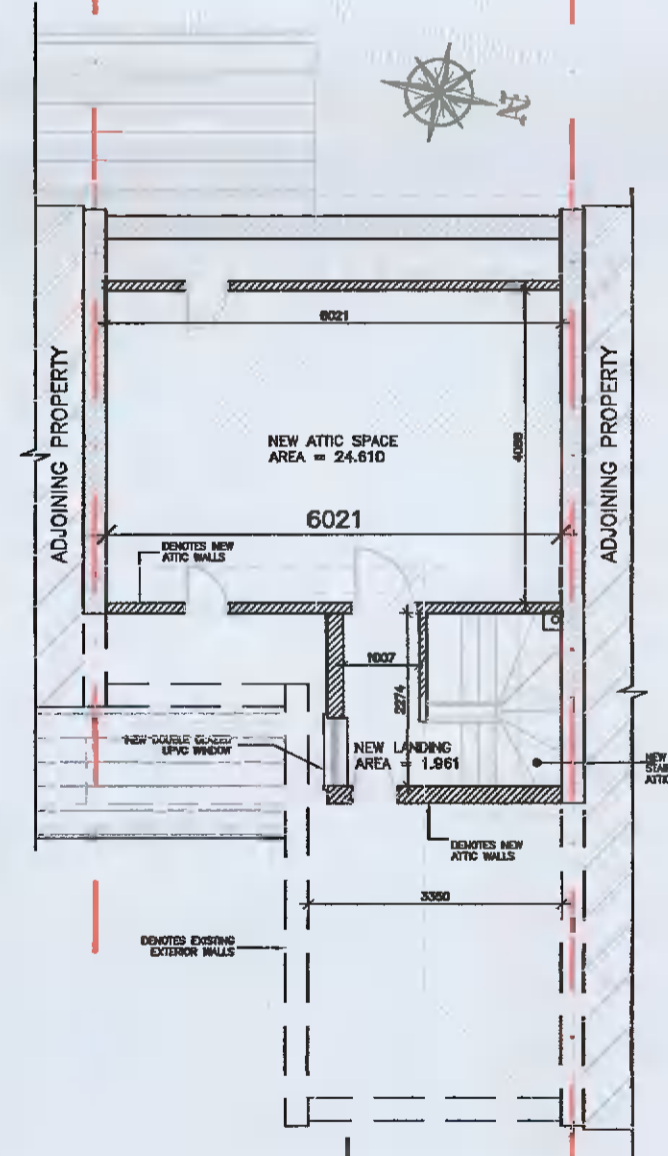 N
ADJOINING PROPERTY
ADJOINING PROPERTY
6021
4088
NEW ATTIC SPACE
AREA = 24.610
6021
DENOTES NEW
ATTIC WALLS
1007
2274
NEW DOUBLE GLAZED
UPVC WINDOW
NEW LANDING
AREA = 1.961
NEW
STAIR
ATTIC
DENOTES NEW
ATTIC WALLS
3350
DENOTES EXISTING
EXTERIOR WALLS